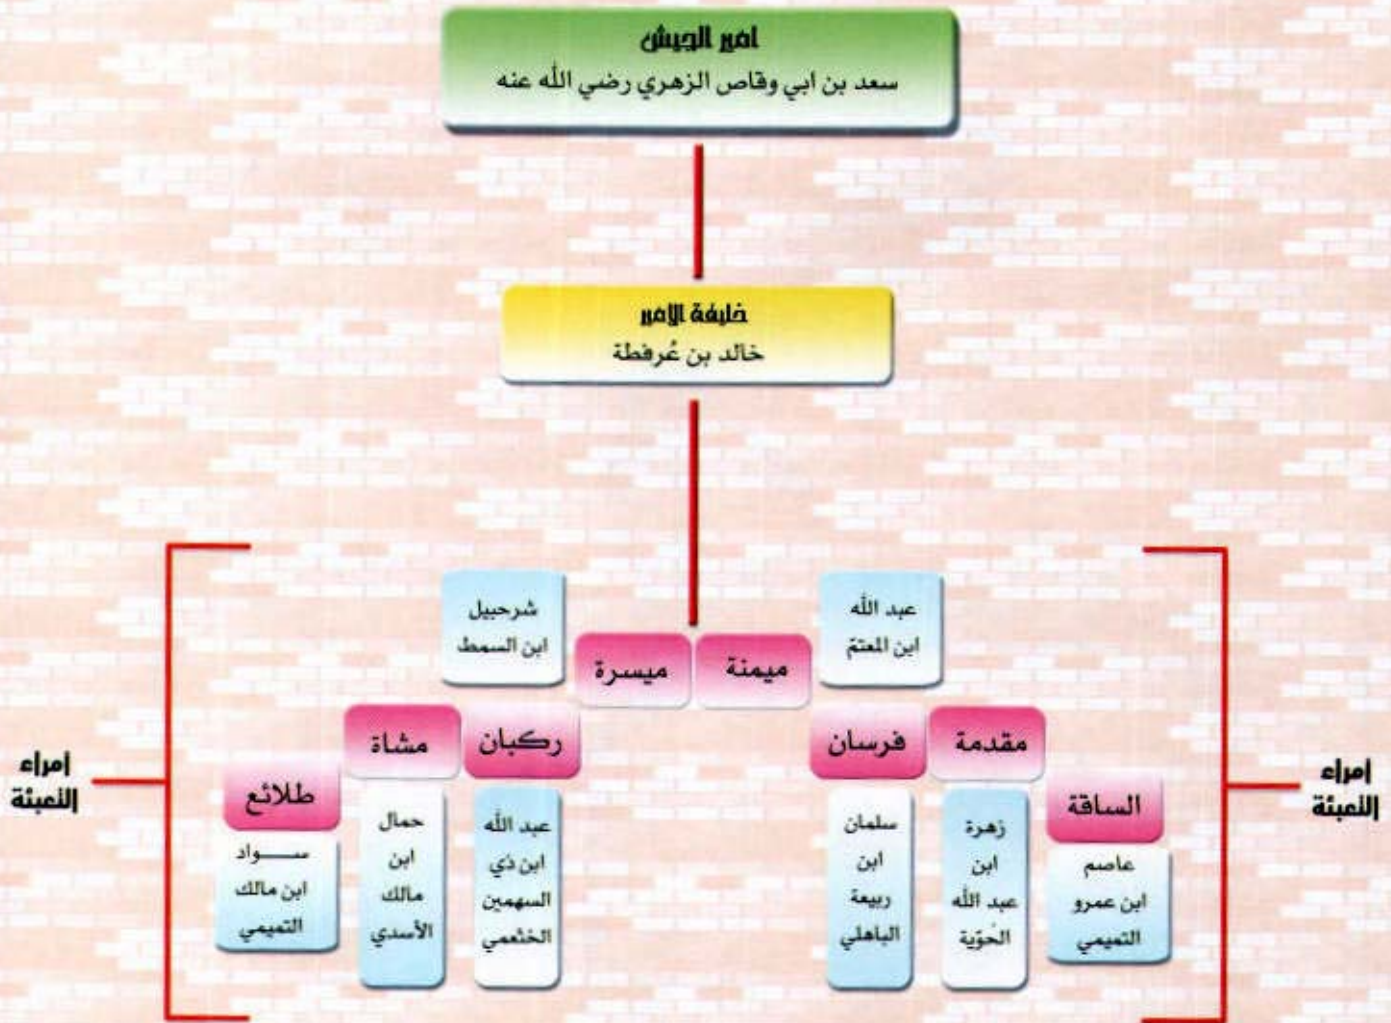 امير الجيش
سعد بن ابي وقاص الزهري رضي الله عنه
خليفة الامير
خالد بن عُرفطة
عبد الله
ابن المعتمّ
شرحبيل
ابن السمط
ميمنة
ميسرة
امراء
التعبئة
الساقة
عاصم
ابن عمرو
التميمي
مقدمة
زهرة
ابن
عبد الله
الحوّية
فرسان
سلمان
ابن
ربيعة
الباهلي
ركبان
عبد الله
ابن ذي
السهمين
الخثعمي
مشاة
حمال
ابن
مالك
الأسدي
طلائع
ســواد
ابن مالك
التميمي
امراء
التعبئة